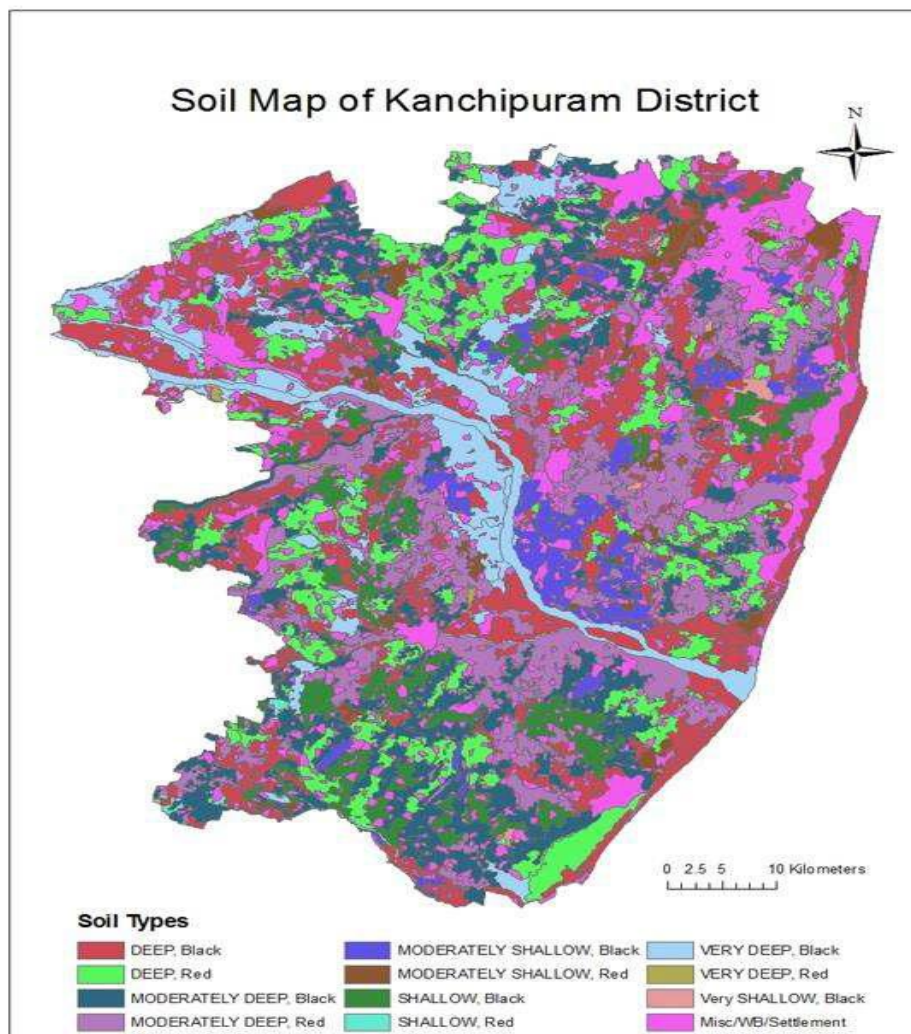 Soil Map of Kanchipuram District
N
0 2.5 5 10 Kilometers
Soil Types
DEEP, Black
DEEP, Red
MODERATELY DEEP, Black
MODERATELY DEEP, Red
MODERATELY SHALLOW, Black
MODERATELY SHALLOW, Red
SHALLOW, Black
SHALLOW, Red
VERY DEEP, Black
VERY DEEP, Red
Very SHALLOW, Black
Misc/WB/Settlement